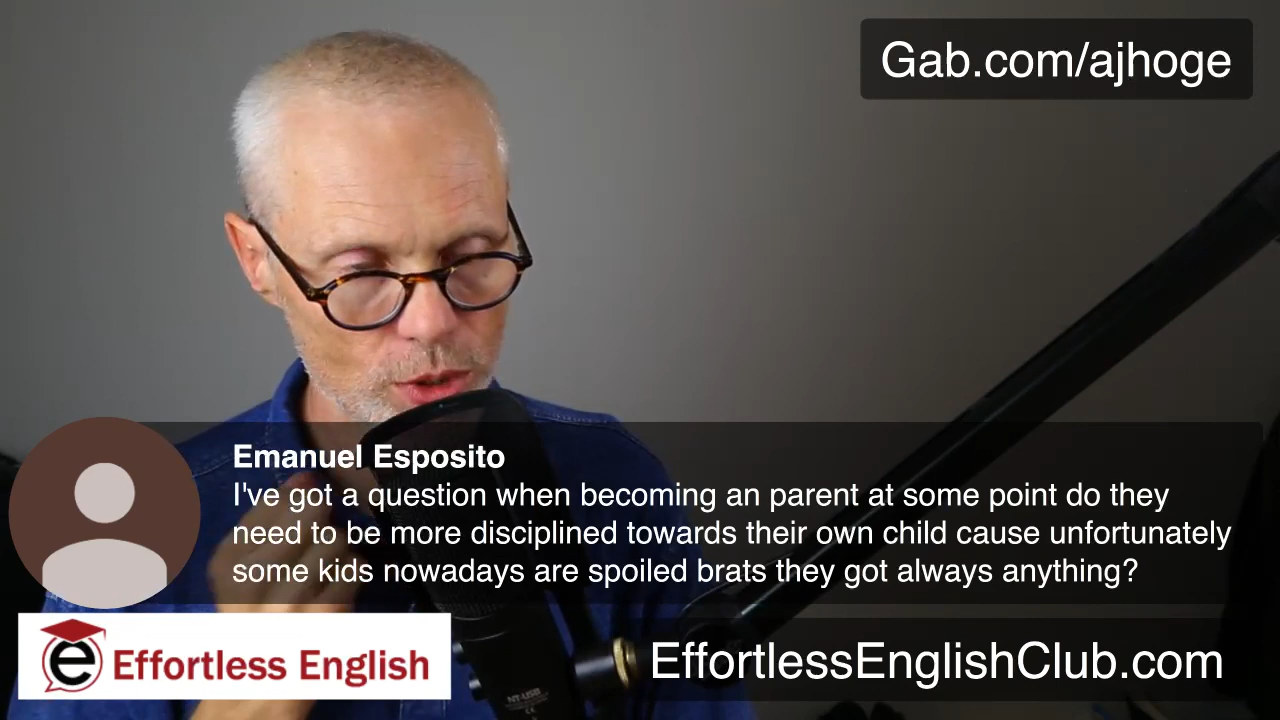 Gab.com/ajhoge
Emanuel Esposito
I've got a question when becoming an parent at some point do they
need to be more disciplined towards their own child cause unfortunately
some kids nowadays are spoiled brats they got always anything?
e Effortless English
EffortlessEnglishClub.com
NT-USB